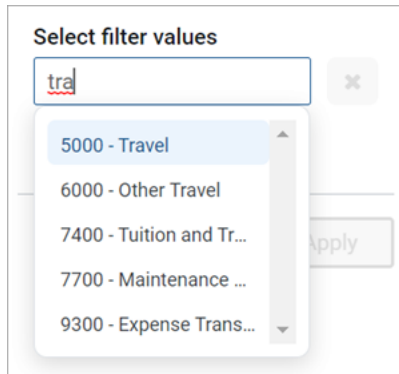 Select filter values
tra
5000 - Travel
6000 - Other Travel
7400 - Tuition and Tr...
Apply
7700 - Maintenance ...
9300 - Expense Trans...